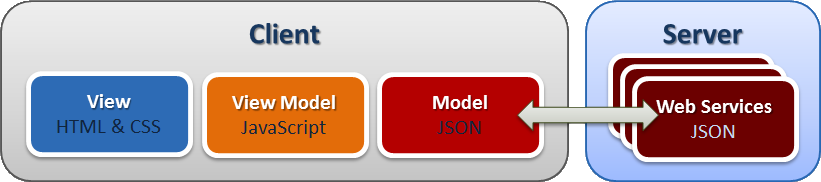 Client
View
HTML & CSS
View Model
JavaScript
Model
JSON
Server
Web Services
JSON